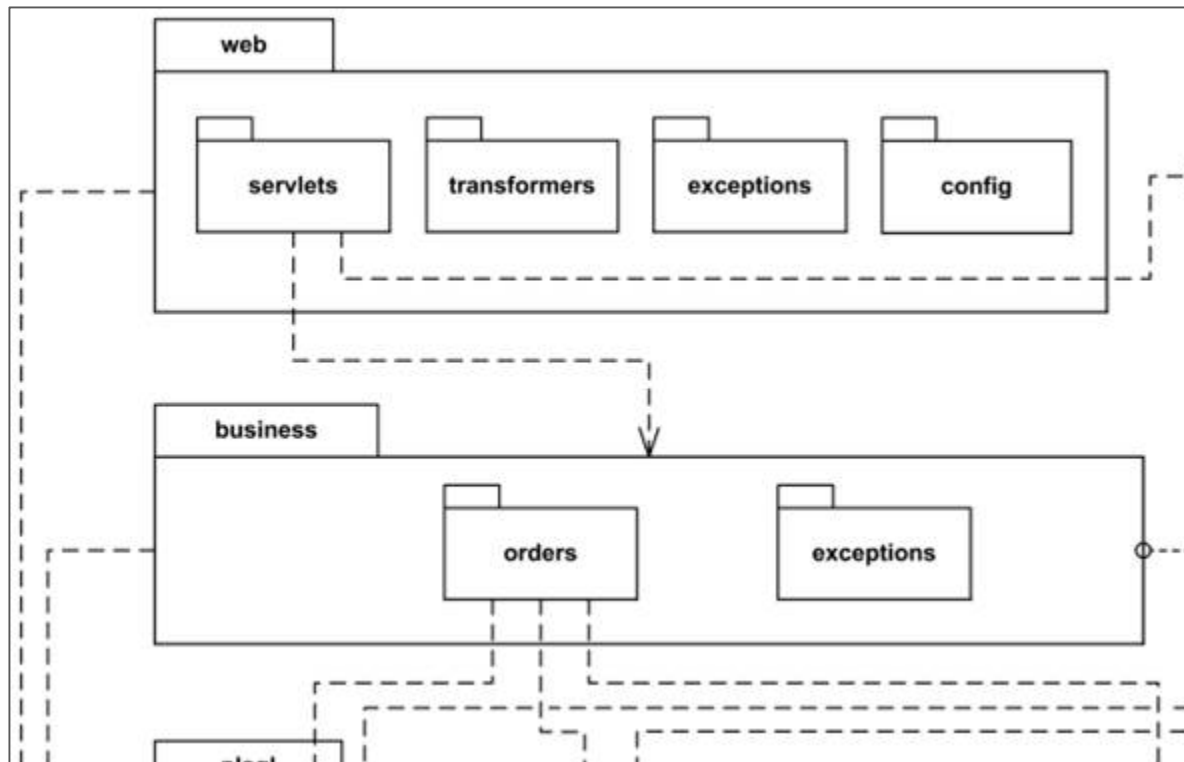 web
servlets
transformers
exceptions
config
business
orders
exceptions